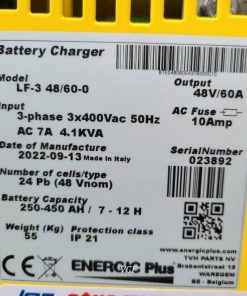 Battery Charger
Model
LF-3 48/60-0
Output
48V/60A
Input
3-phase 3x400Vac 50Hz
AC 7A 4.1KVA
AC Fuse
10Amp
Date of Manufacture
2022-09-13 Made in Italy
SerialNumber
023892
Number of cells/type
24 Pb (48 Vnom)
Battery Capacity
250-450 AH / 7 - 12 H
Weight (Kg)
55
Protection class
IP 21
www.energicplus.com
TVH PARTS NV
Brabantstraat 15
WAREGEM
BE - Belgium
ENERGIC Plus